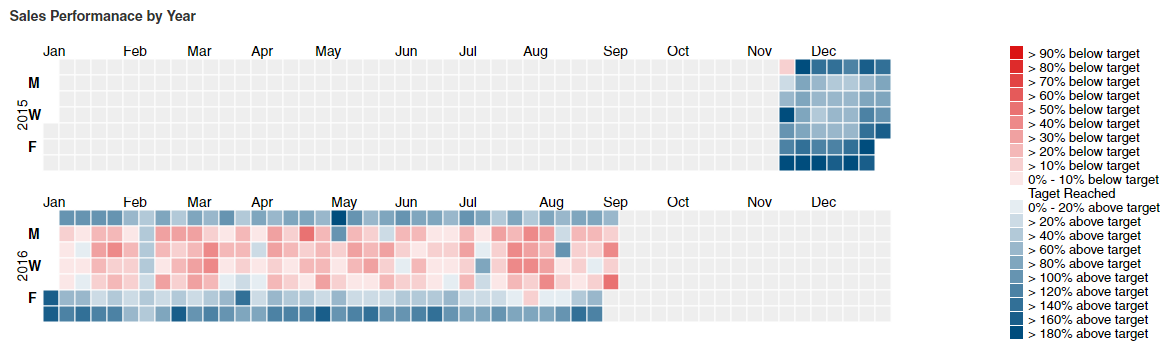 Sales Performanace by Year
Jan Feb Mar Apr May Jun Jul Aug Sep Oct Nov Dec
M
W
F
2015
Jan Feb Mar Apr May Jun Jul Aug Sep Oct Nov Dec
M
W
F
2016
> 90% below target
> 80% below target
> 70% below target
> 60% below target
> 50% below target
> 40% below target
> 30% below target
> 20% below target
> 10% below target
0% - 10% below target
Taget Reached
0% - 20% above target
> 20% above target
> 40% above target
> 60% above target
> 80% above target
> 100% above target
> 120% above target
> 140% above target
> 160% above target
> 180% above target